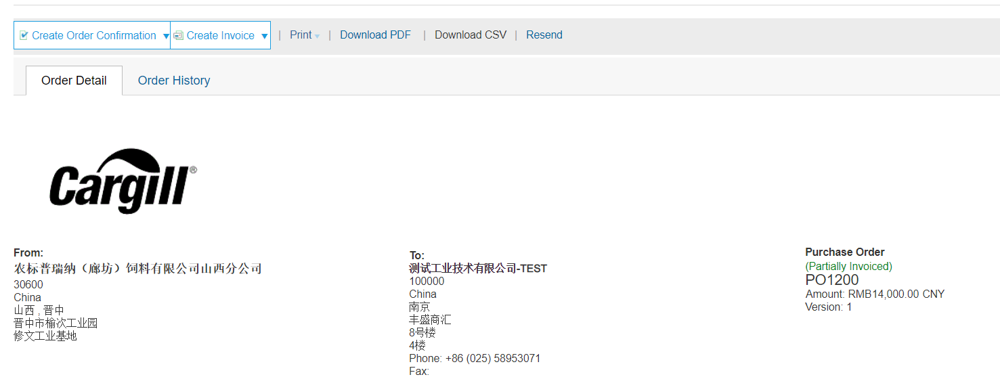 Create Order Confirmation Create Invoice | Print | Download PDF | Download CSV | Resend
Order Detail Order History
Cargill®
From:
农标普瑞纳（廊坊）饲料有限公司山西分公司
30600
China
山西 , 晋中
晋中市榆次工业园
修文工业基地
To:
测试工业技术有限公司-TEST
100000
China
南京
丰盛商汇
8号楼
4楼
Phone: +86 (025) 58953071
Fax:
Purchase Order
(Partially Invoiced)
PO1200
Amount: RMB14,000.00 CNY
Version: 1